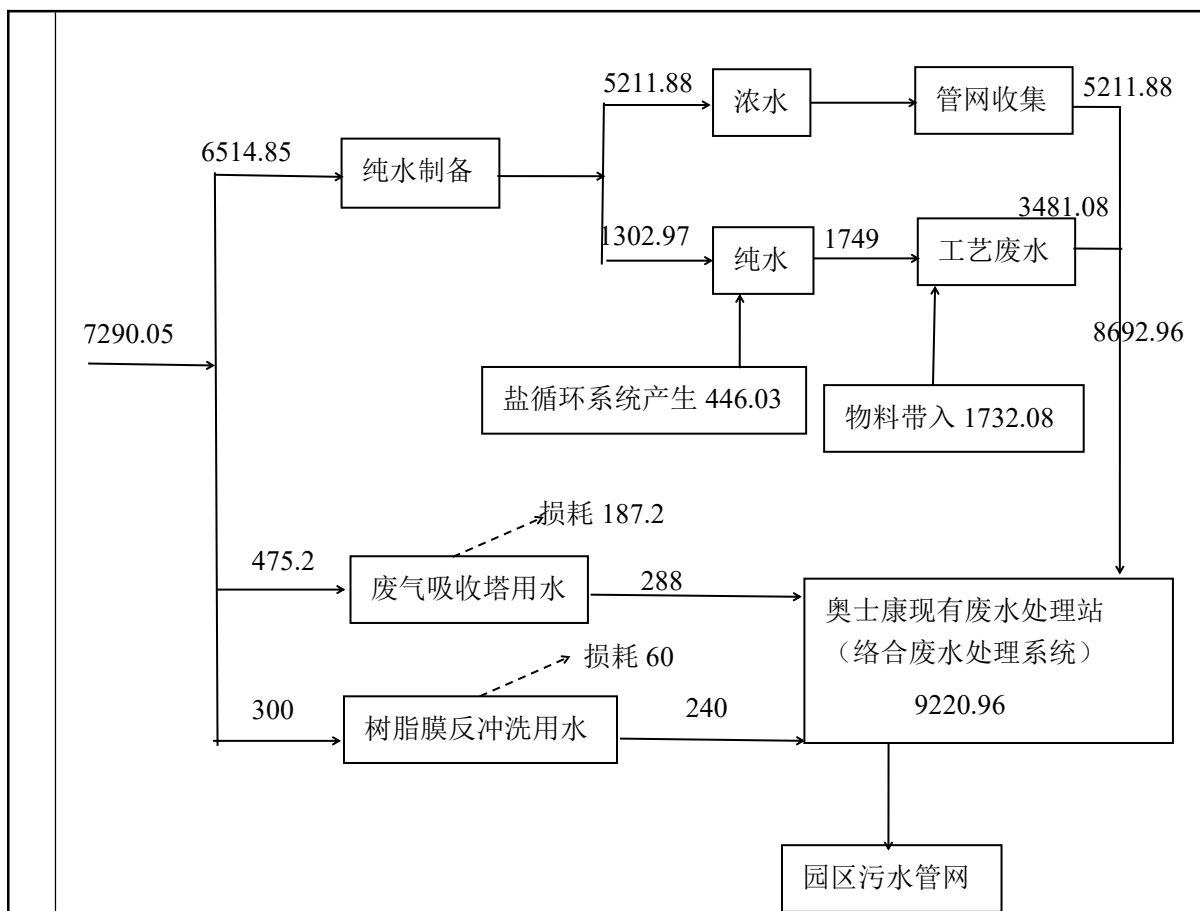 5211.88
浓水
管网收集
5211.88
6514.85
纯水制备
3481.08
1302.97
纯水
1749
工艺废水
7290.05
8692.96
盐循环系统产生 446.03
物料带入 1732.08
损耗 187.2
475.2
废气吸收塔用水
288
奥士康现有废水处理站
（络合废水处理系统）
9220.96
损耗 60
300
树脂膜反冲洗用水
240
园区污水管网